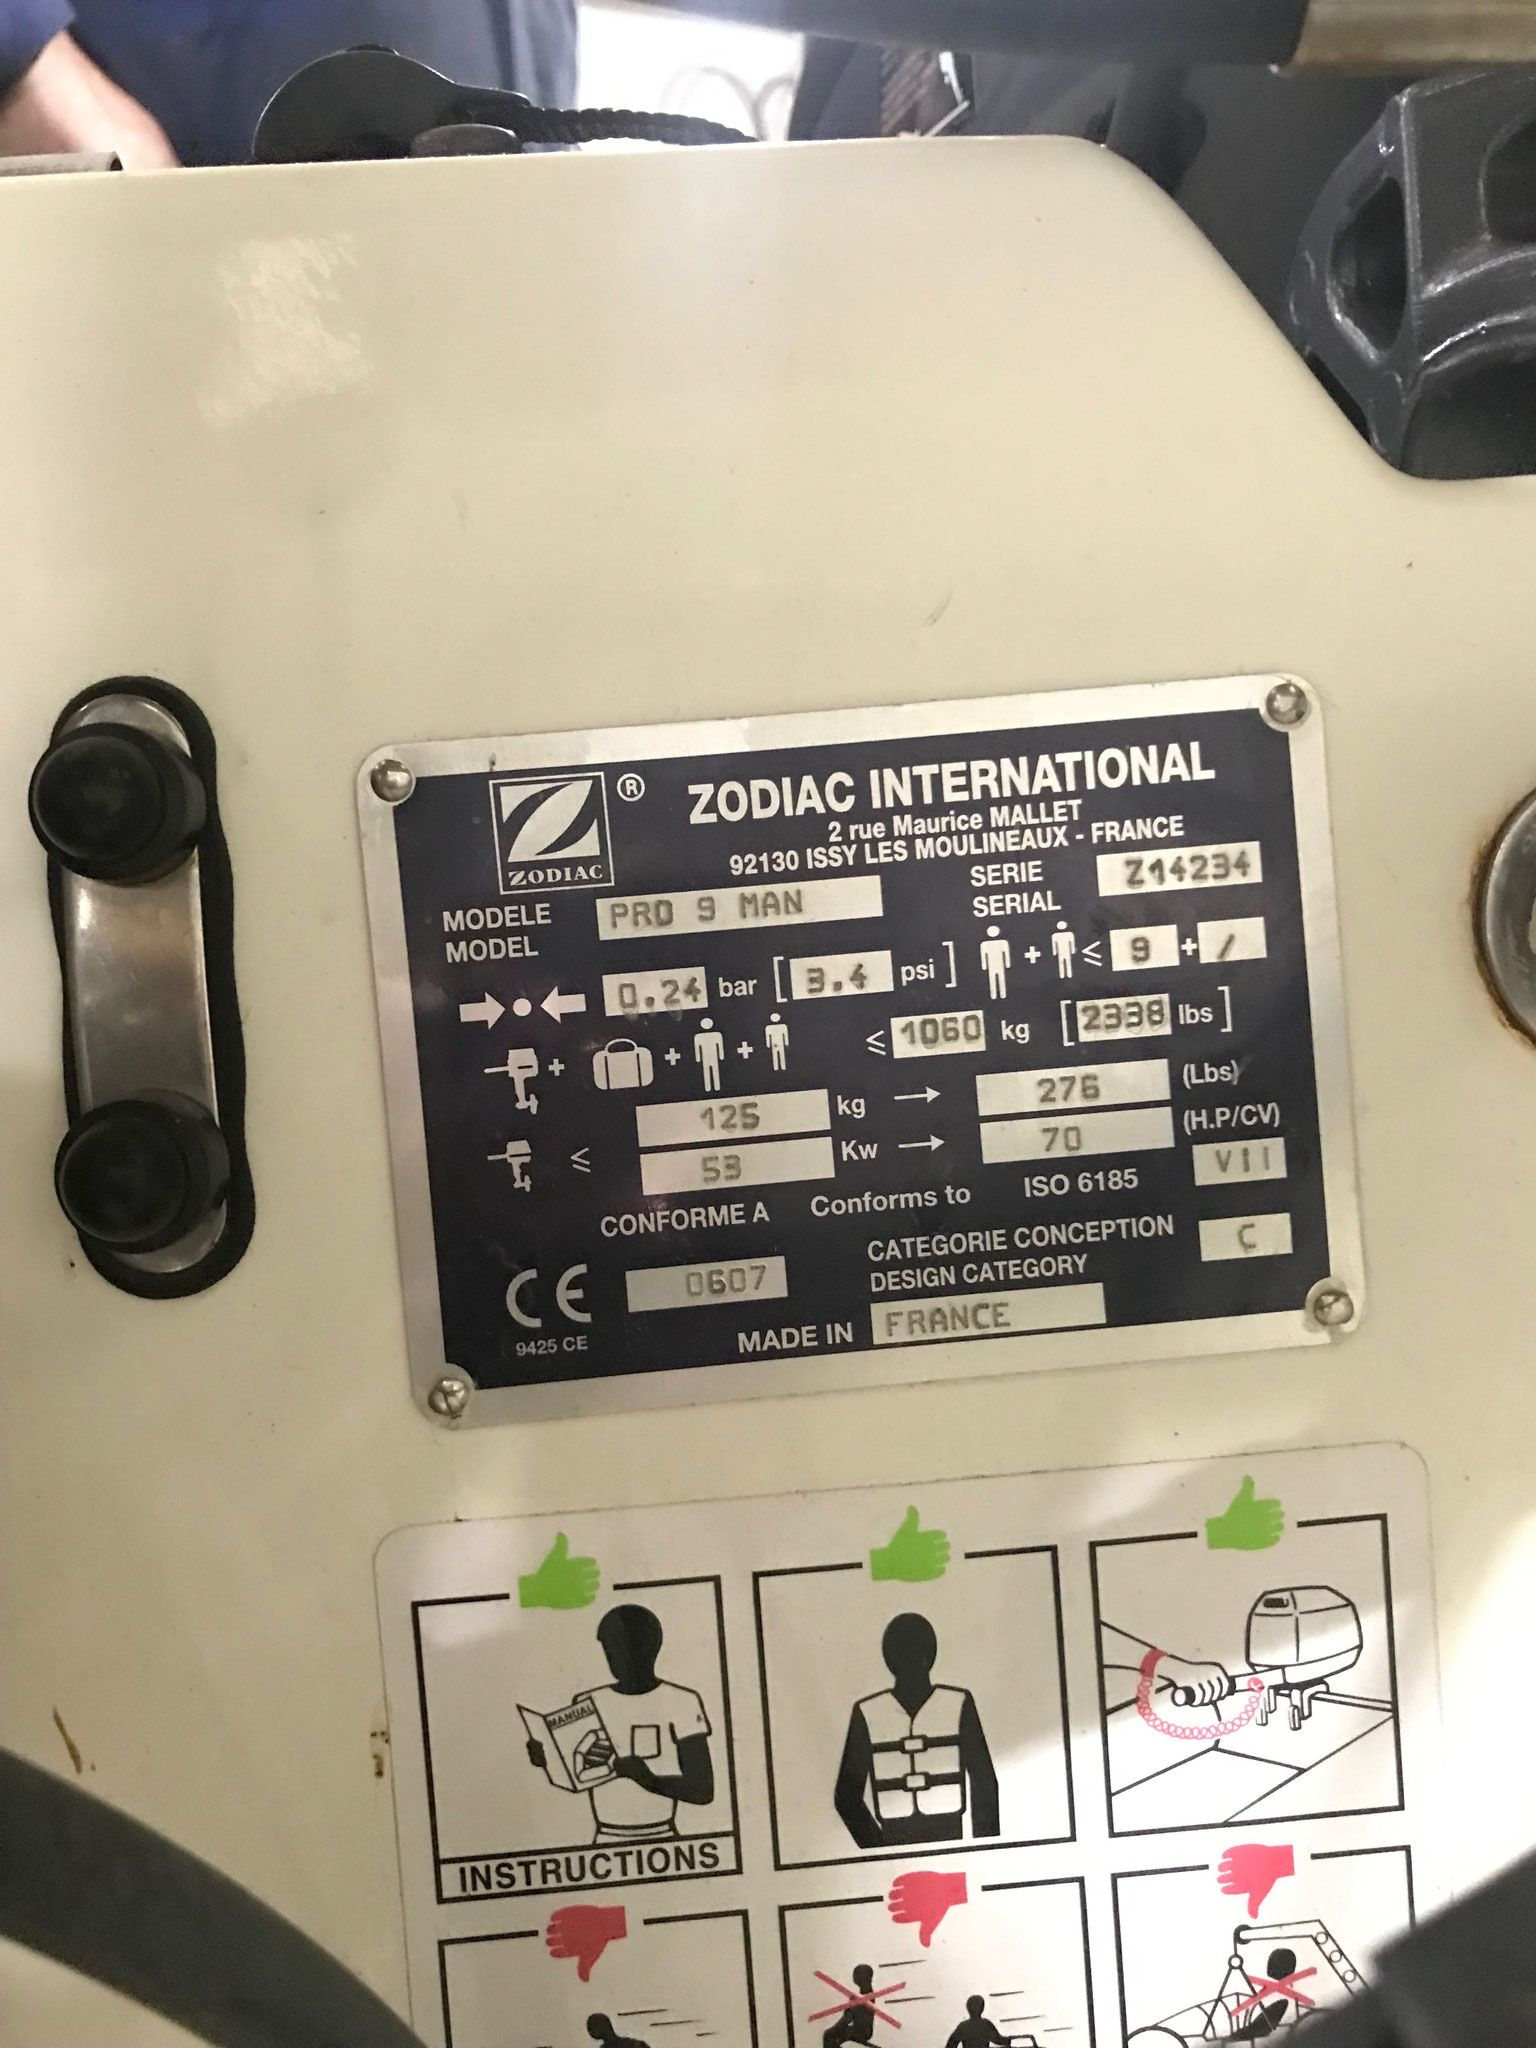 ZODIAC ®
ZODIAC INTERNATIONAL
2 rue Maurice MALLET
92130 ISSY LES MOULINEAUX - FRANCE
MODELE
MODEL
PRO 9 MAN
SERIE
SERIAL
Z14234
0.24 bar [ 3.4 psi ]
+ ≤ 9 + /
+ + + ≤ 1060 kg [ 2338 lbs ]
125 kg → 276 (Lbs)
≤ 53 Kw → 70 (H.P/CV)
CONFORME A Conforms to ISO 6185 VII
CE
9425 CE
0607
CATEGORIE CONCEPTION
DESIGN CATEGORY
C
MADE IN FRANCE
MANUAL
INSTRUCTIONS